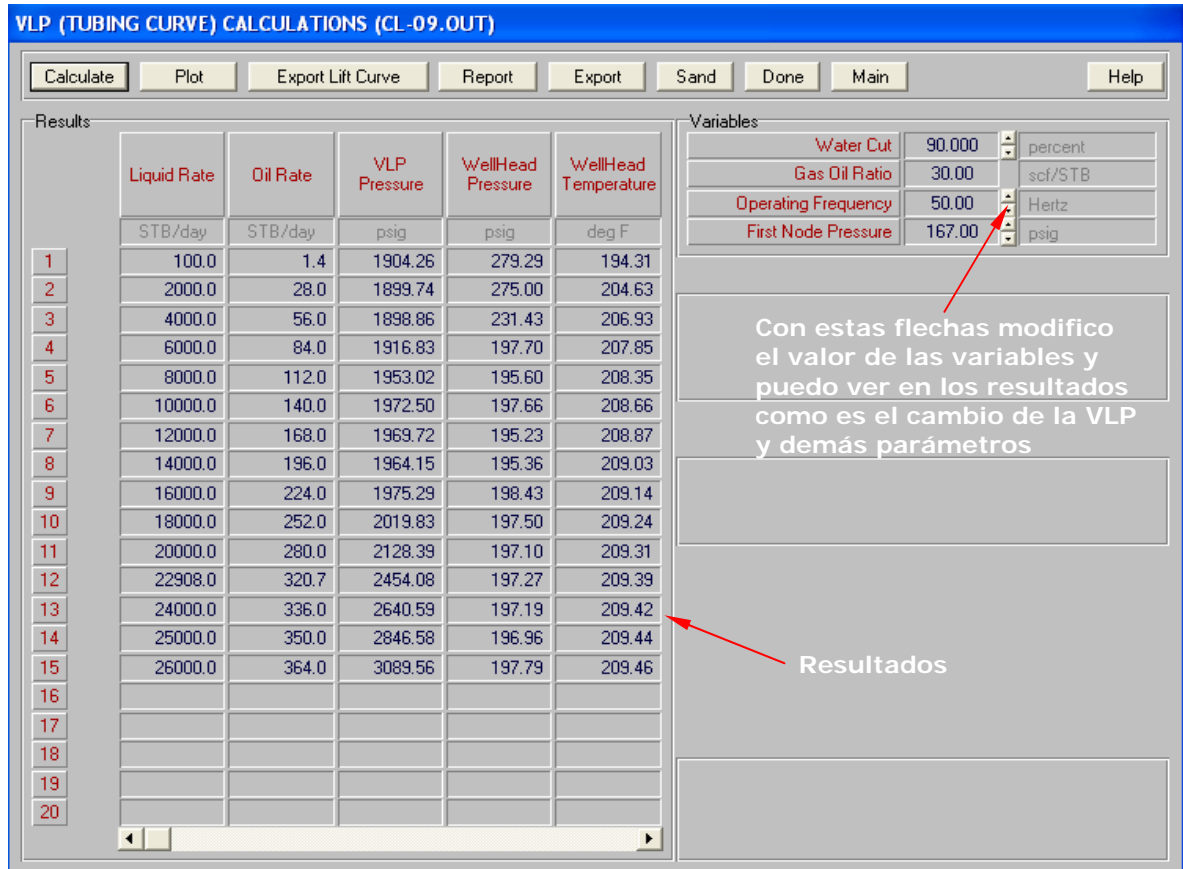 VLP (TUBING CURVE) CALCULATIONS (CL-09.OUT)
Calculate Plot Export Lift Curve Report Export Sand Done Main Help
Results
Liquid Rate Oil Rate VLP Pressure WellHead Pressure WellHead Temperature
STB/day STB/day psig psig deg F
1 100.0 1.4 1904.26 279.29 194.31
2 2000.0 28.0 1899.74 275.00 204.63
3 4000.0 56.0 1898.86 231.43 206.93
4 6000.0 84.0 1916.83 197.70 207.85
5 8000.0 112.0 1953.02 195.60 208.35
6 10000.0 140.0 1972.50 197.66 208.66
7 12000.0 168.0 1969.72 195.23 208.87
8 14000.0 196.0 1964.15 195.36 209.03
9 16000.0 224.0 1975.29 198.43 209.14
10 18000.0 252.0 2019.83 197.50 209.24
11 20000.0 280.0 2128.39 197.10 209.31
12 22908.0 320.7 2454.08 197.27 209.39
13 24000.0 336.0 2640.59 197.19 209.42
14 25000.0 350.0 2846.58 196.96 209.44
15 26000.0 364.0 3089.56 197.79 209.46
16
17
18
19
20
Variables
Water Cut 90.000 percent
Gas Oil Ratio 30.00 scf/STB
Operating Frequency 50.00 Hertz
First Node Pressure 167.00 psig
Con estas flechas modifico
el valor de las variables y
puedo ver en los resultados
como es el cambio de la VLP
y demás parámetros
Resultados